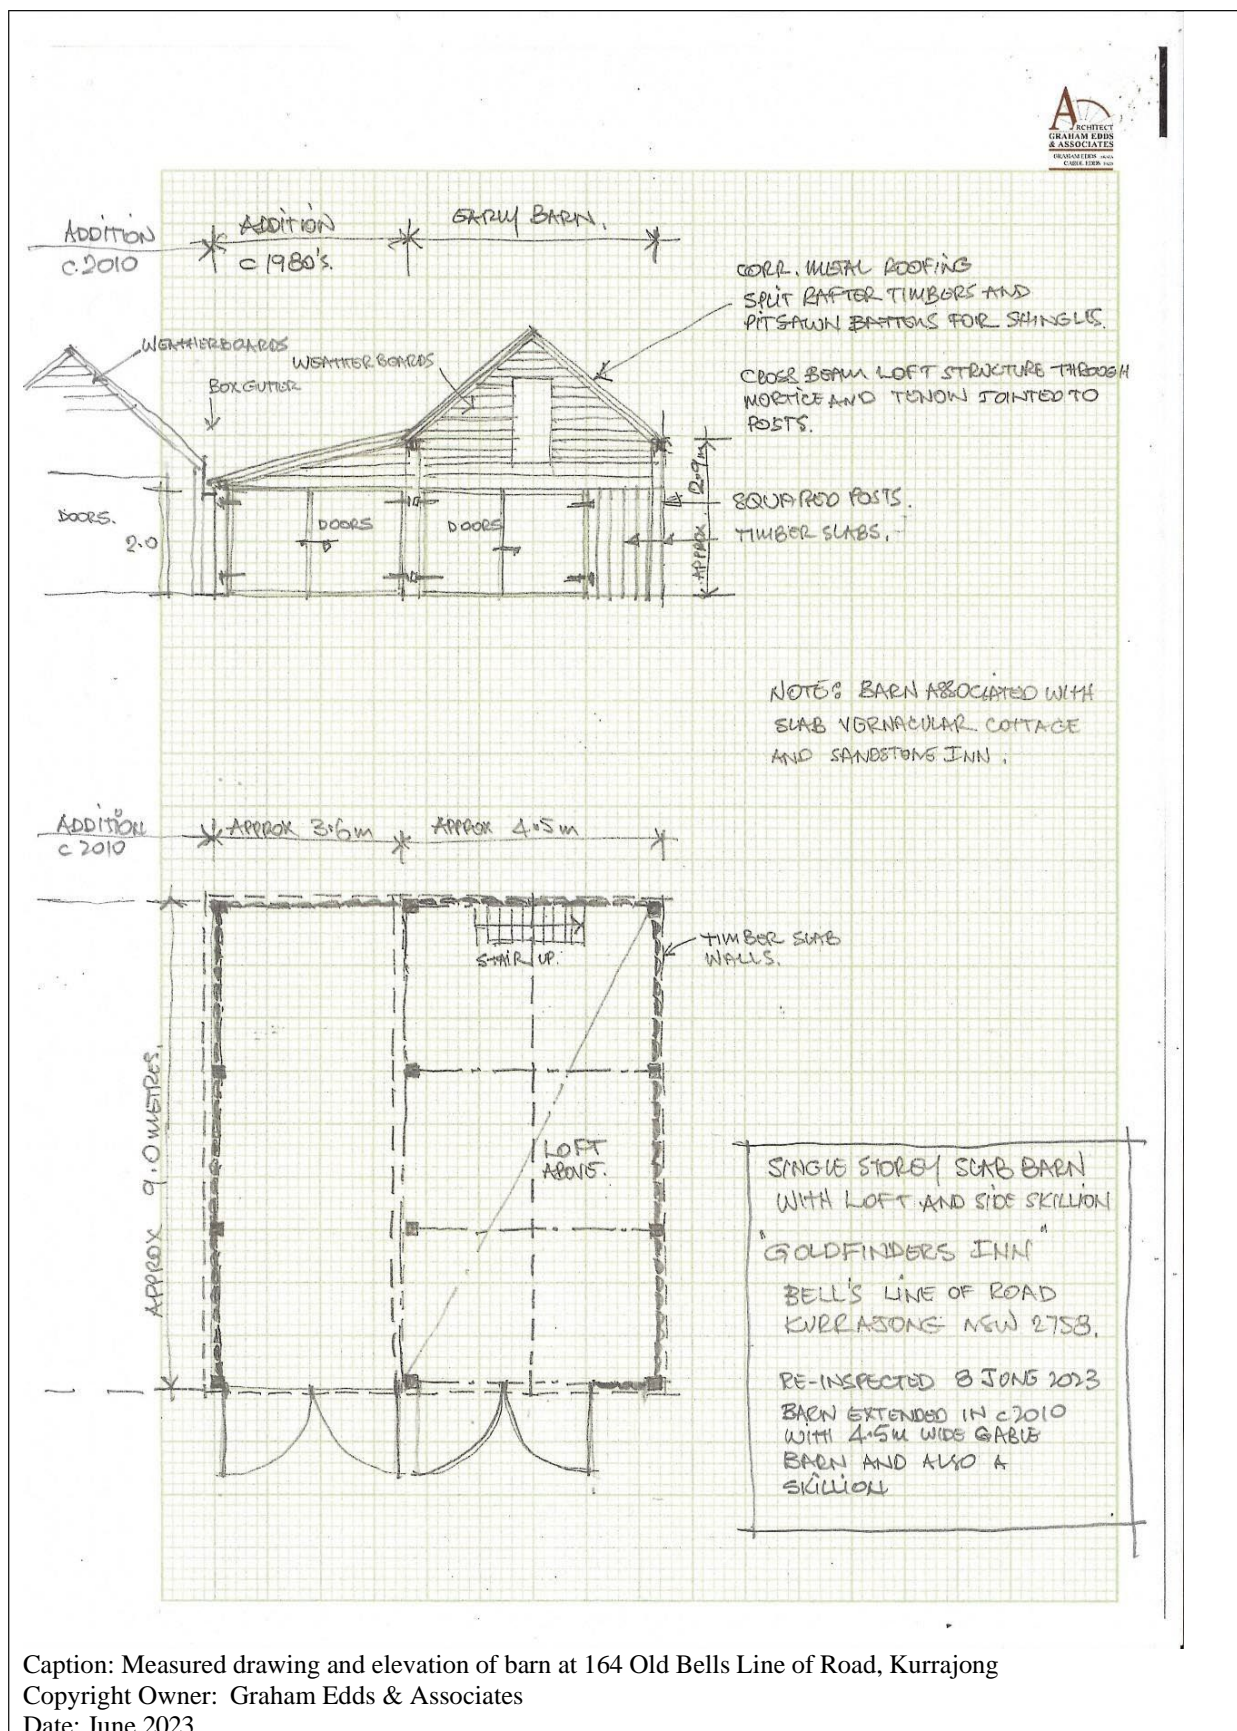 ARCHITECT
GRAHAM EDDS
& ASSOCIATES
GRAHAM EDDS
CAROL EDDS
ADDITION
c.2010
ADDITION
c 1980's.
EARLY BARN.
CORR. METAL ROOFING
SPLIT RAFTER TIMBERS AND
PITSAWN BATTENS FOR SHINGLES.
CROSS BEAM LOFT STRUCTURE THROUGH
MORTICE AND TENON JOINTED TO
POSTS.
WEATHERBOARDS
WEATHERBOARDS
BOX GUTTER
DOORS.
2.0
DOORS
DOORS
APPROX 2.9m
SQUARED POSTS.
TIMBER SLABS.
NOTE: BARN ASSOCIATED WITH
SLAB VERNACULAR COTTAGE
AND SANDSTONE INN.
ADDITION
c 2010
APPROX 3.6m
APPROX 4.5m
STAIR UP.
TIMBER SLAB
WALLS.
APPROX 9.0 METRES.
LOFT
ABOVE.
SINGLE STOREY SLAB BARN
WITH LOFT AND SIDE SKILLION
"GOLDFINDERS INN"
BELL'S LINE OF ROAD
KURRAJONG NSW 2758.
RE-INSPECTED 8 JUNE 2023
BARN EXTENDED IN c2010
WITH 4.5m WIDE GABLE
BARN AND ALSO A
SKILLION
Caption: Measured drawing and elevation of barn at 164 Old Bells Line of Road, Kurrajong
Copyright Owner: Graham Edds & Associates
Date: June 2023